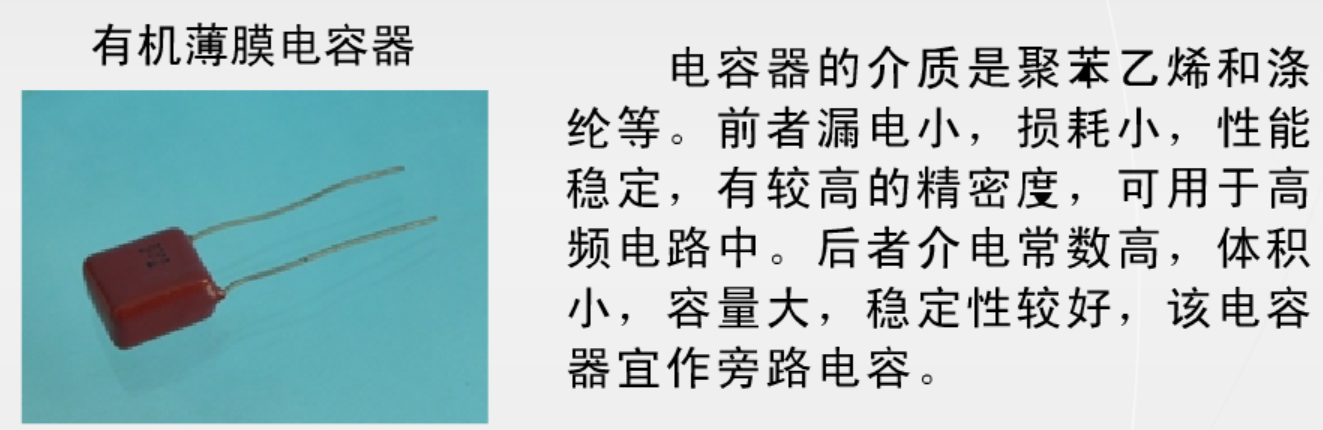 有机薄膜电容器
电容器的介质是聚苯乙烯和涤
纶等。前者漏电小，损耗小，性能
稳定，有较高的精密度，可用于高
频电路中。后者介电常数高，体积
小，容量大，稳定性较好，该电容
器宜作旁路电容。